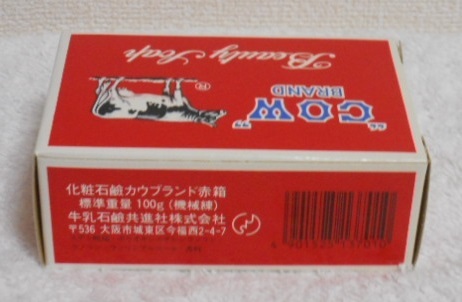 Beauty Soap
"COW"
BRAND
®
化粧石鹸カウブランド赤箱
標準重量 100g (機械練)
牛乳石鹸共進社株式会社
〒536 大阪市城東区今福西2-4-7